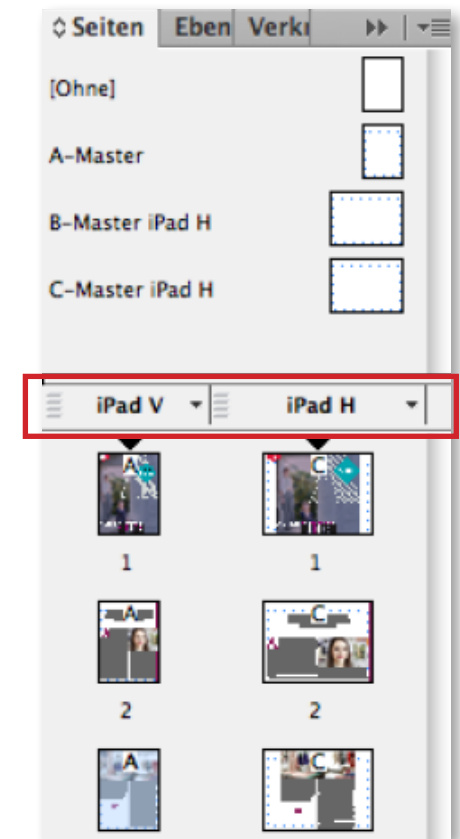 Seiten Eben Verkı
[Ohne]
A-Master
B-Master iPad H
C-Master iPad H
iPad V iPad H
A C
1 1
A C
2 2
A C